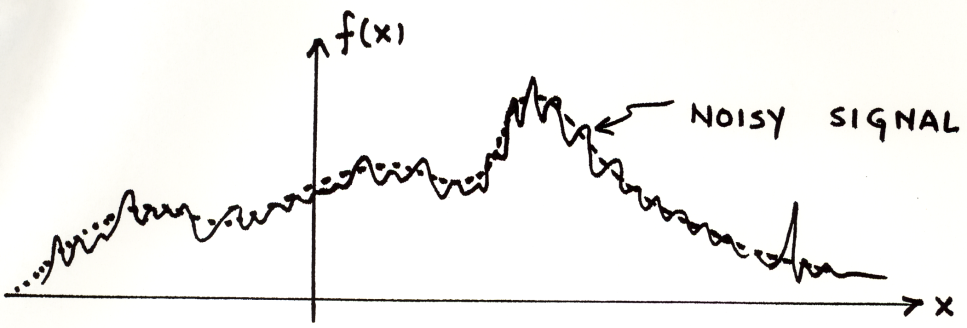 f(x)
NOISY SIGNAL
x